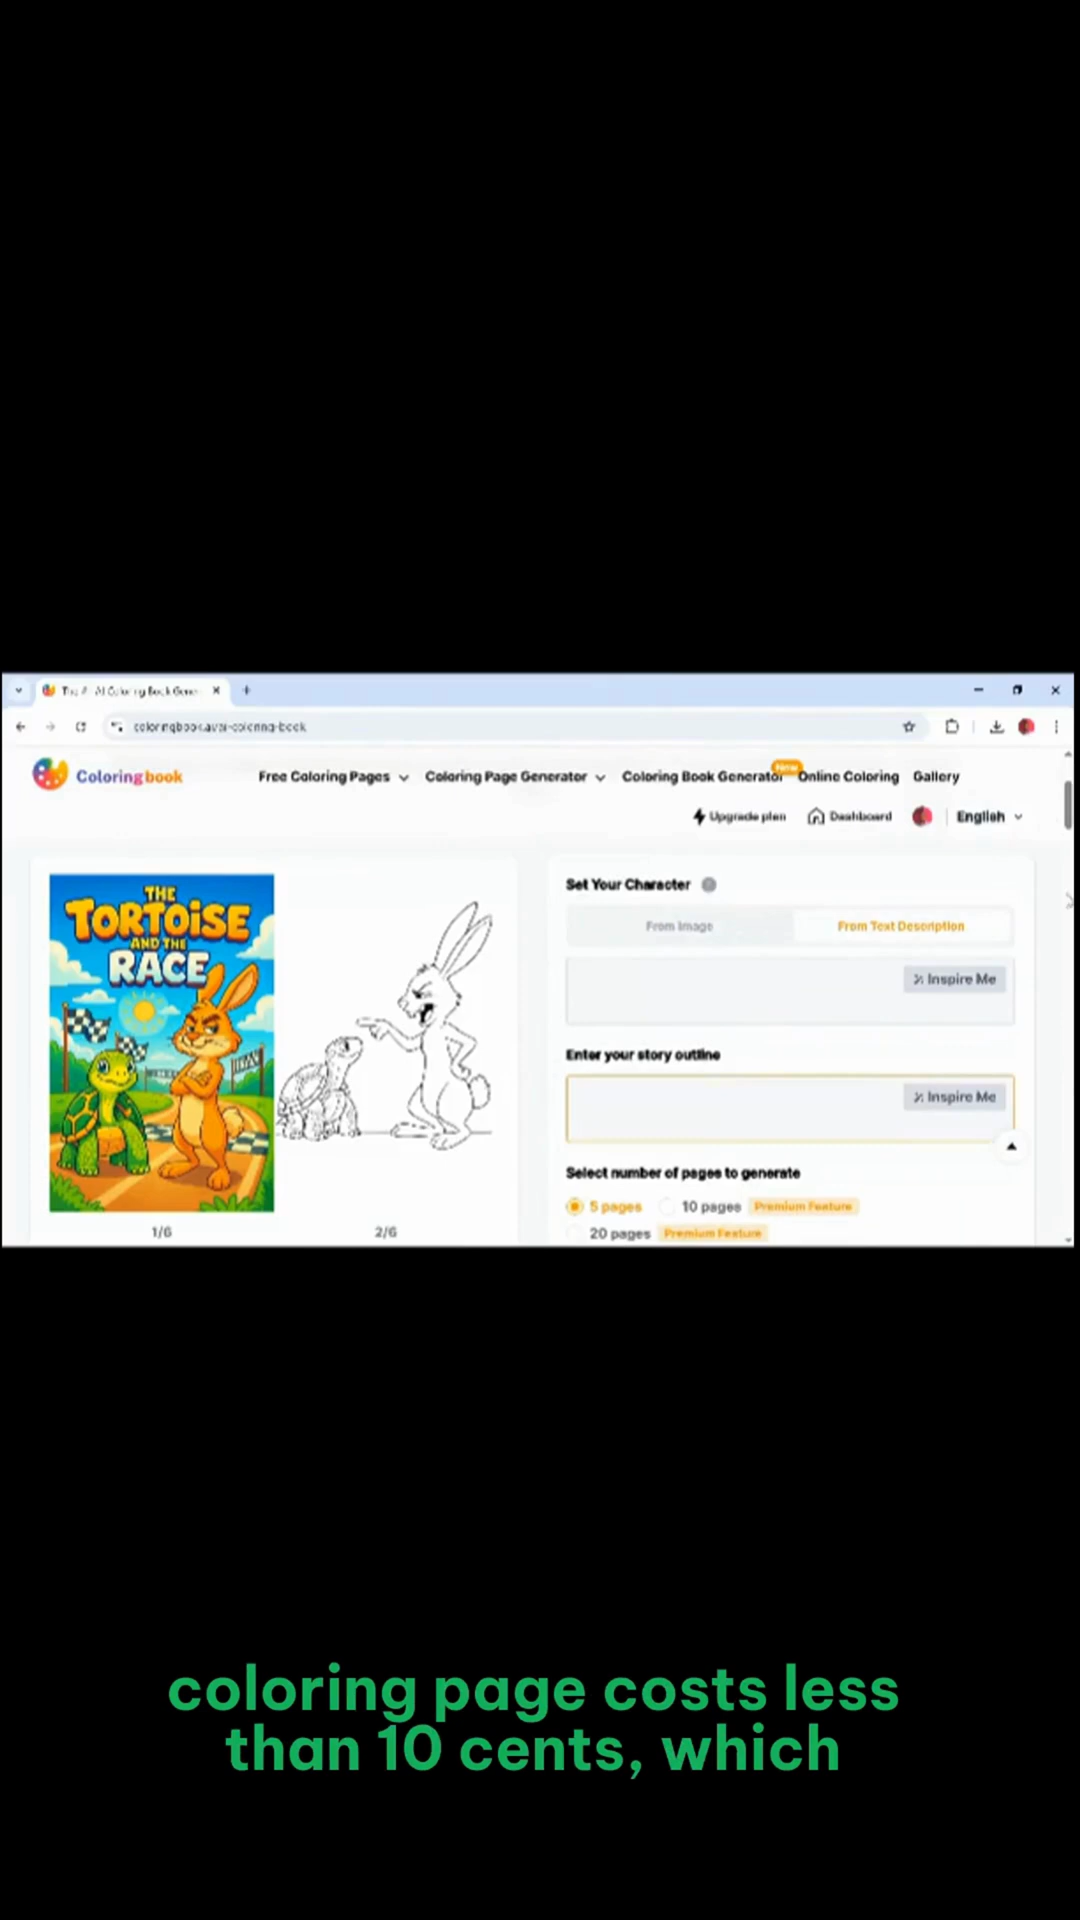 Coloringbook
Free Coloring Pages
Coloring Page Generator
Coloring Book Generator
New
Online Coloring
Gallery
Upgrade plan
Dashboard
English
THE
TORTOISE
AND THE
RACE
1/6
2/6
Set Your Character
From Image
From Text Description
Inspire Me
Enter your story outline
Inspire Me
Select number of pages to generate
5 pages
10 pages
Premium Feature
20 pages
Premium Feature
coloring page costs less
than 10 cents, which